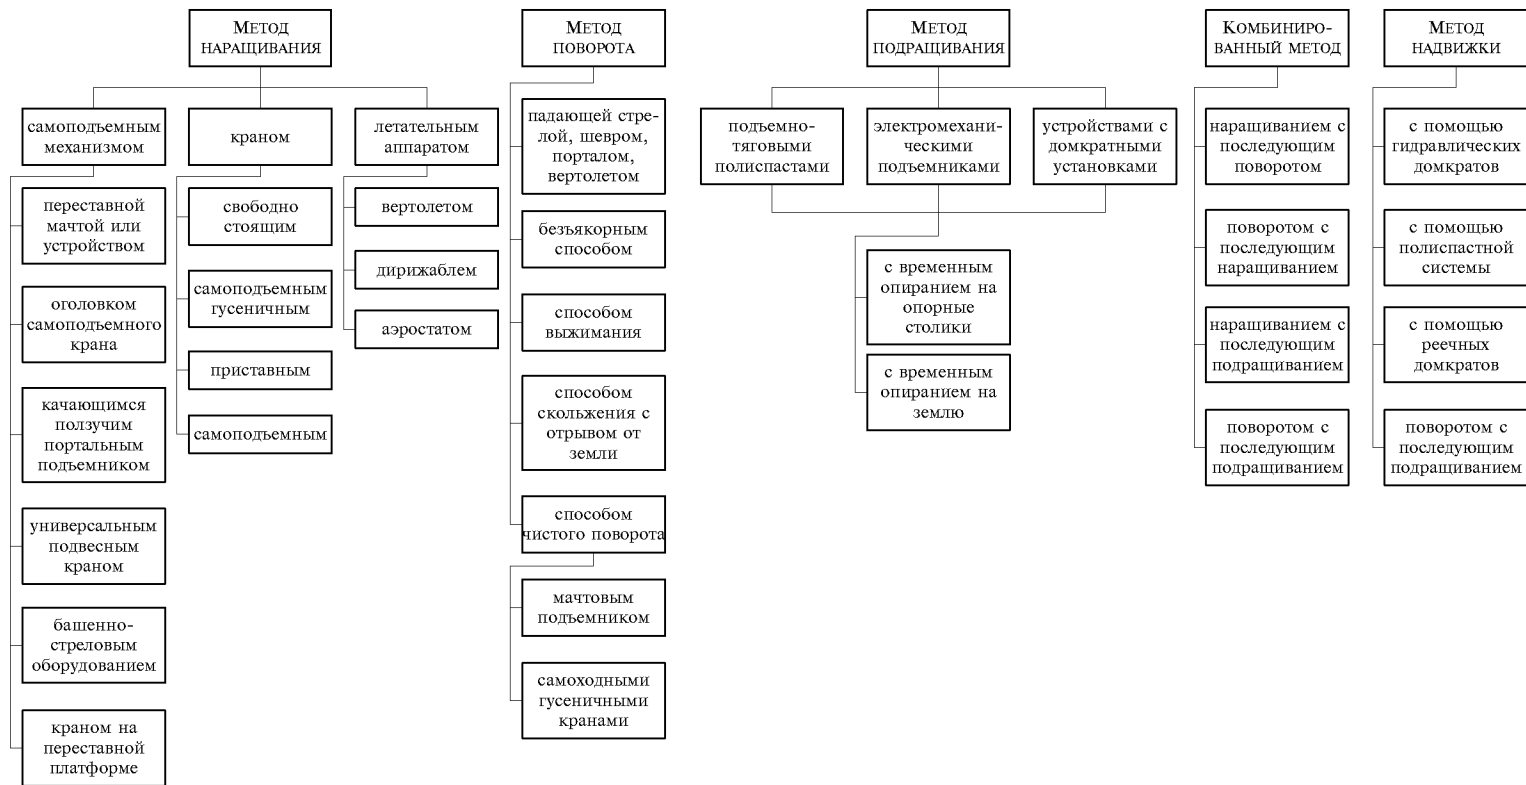 МЕТОД
НАРАЩИВАНИЯ
самоподъемным
механизмом
переставной
мачтой или
устройством
оголовком
самоподъемного
крана
качающимся
ползучим
портальным
подъемником
универсальным
подвесным
краном
башенно-
стреловым
оборудованием
краном на
переставной
платформе
краном
свободно
стоящим
самоподъемным
гусеничным
приставным
самоподъемным
летательным
аппаратом
вертолетом
дирижаблем
аэростатом
МЕТОД
ПОВОРОТА
падающей стре-
лой, шевром,
порталом,
вертолетом
безъякорным
способом
способом
выжимания
способом
скольжения с
отрывом от
земли
способом
чистого поворота
мачтовым
подъемником
самоходными
гусеничными
кранами
МЕТОД
ПОДРАЩИВАНИЯ
подъемно-
тяговыми
полиспастами
электромехани-
ческими
подъемниками
устройствами с
домкратными
установками
с временным
опиранием на
опорные
столики
с временным
опиранием на
землю
КОМБИНИРО-
ВАННЫЙ МЕТОД
наращиванием с
последующим
поворотом
поворотом с
последующим
наращиванием
наращиванием с
последующим
подращиванием
поворотом с
последующим
подращиванием
МЕТОД
НАДВИЖКИ
с помощью
гидравлических
домкратов
с помощью
полиспастной
системы
с помощью
реечных
домкратов
поворотом с
последующим
подращиванием